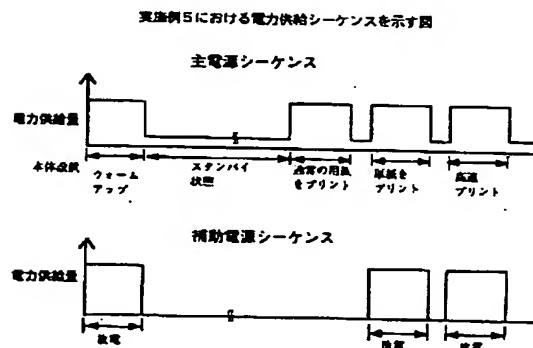 実施例5における電力供給シーケンスを示す図
主電源シーケンス
電力供給量
本体状況
ウォーム
アップ
スタンバイ
状態
通常の用紙
をプリント
厚紙を
プリント
高速
プリント
補助電源シーケンス
電力供給量
放電
放電
放電